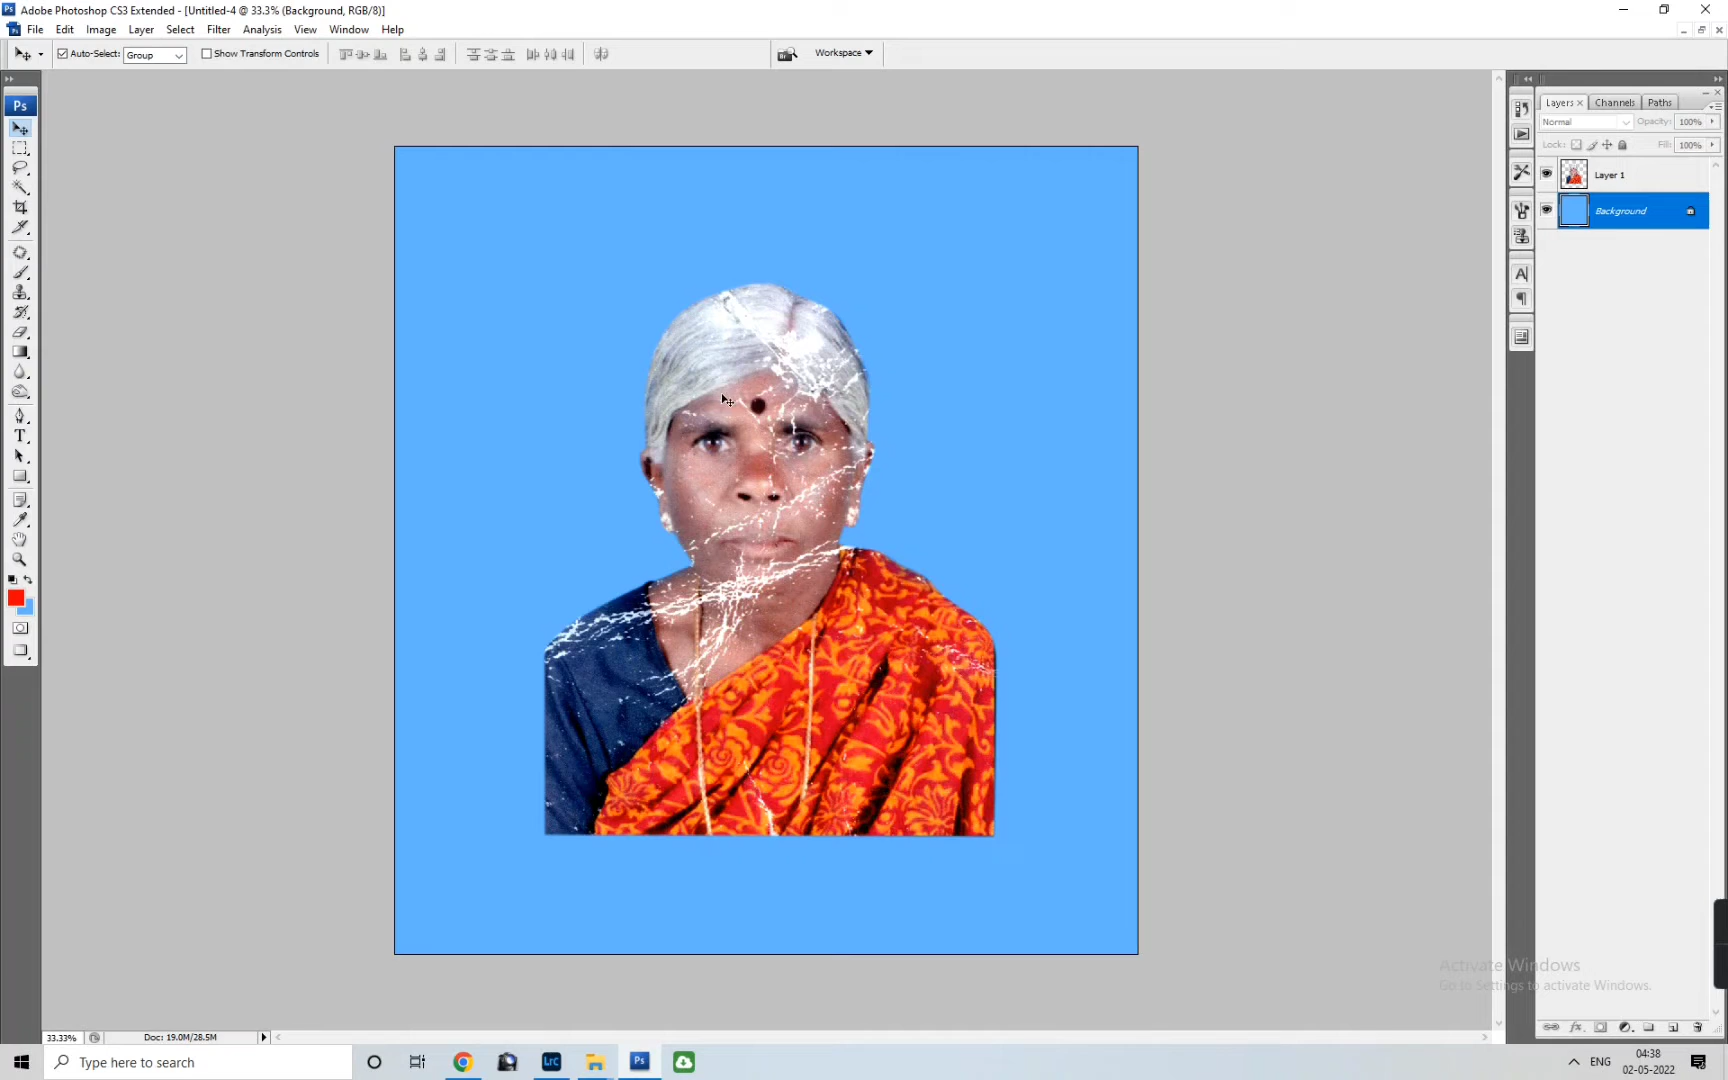 Adobe Photoshop CS3 Extended - [Untitled-4 @ 33.3% (Background, RGB/8)]
File Edit Image Layer Select Filter Analysis View Window Help
Auto-Select: Group Show Transform Controls Workspace
Ps
Layers Channels Paths
Normal Opacity: 100%
Lock: Fill: 100%
Layer 1
Background
Activate Windows
Go to Settings to activate Windows.
33.33% Doc: 19.0M/28.5M
Type here to search
LrC
Ps
ENG
04:38
02-05-2022